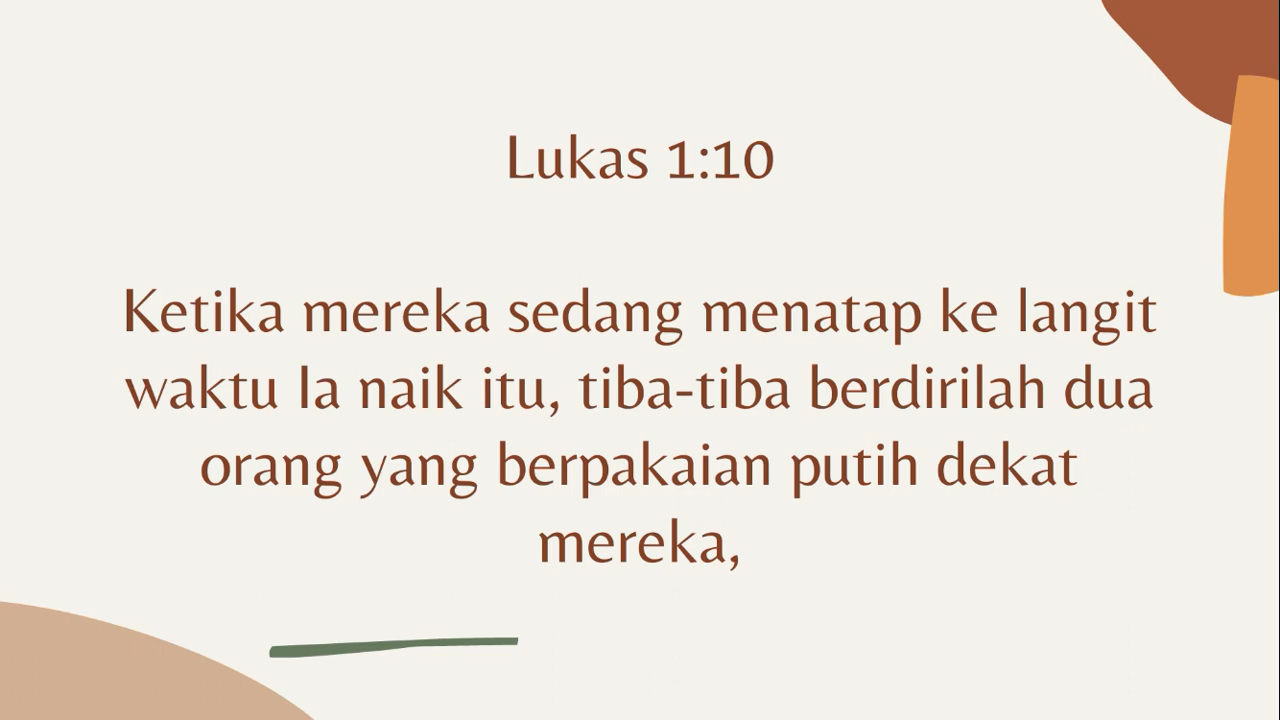 Lukas 1:10
Ketika mereka sedang menatap ke langit
waktu Ia naik itu, tiba-tiba berdirilah dua
orang yang berpakaian putih dekat
mereka,